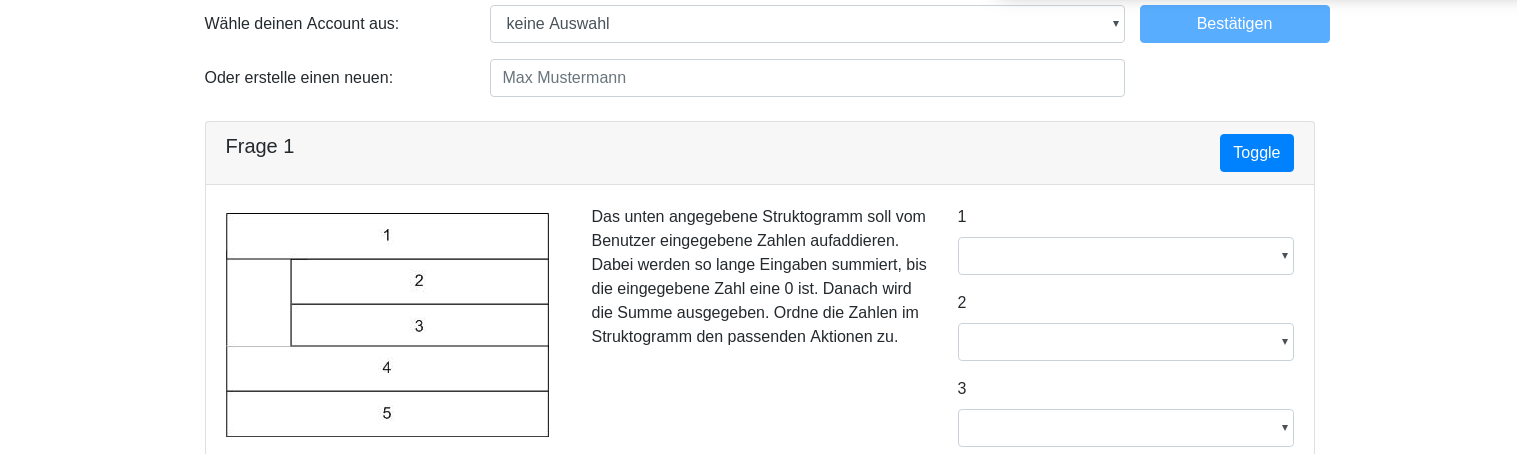 Wähle deinen Account aus:
keine Auswahl
Bestätigen
Oder erstelle einen neuen:
Max Mustermann
Frage 1
Toggle
1
2
3
4
5
Das unten angegebene Struktogramm soll vom
Benutzer eingegebene Zahlen aufaddieren.
Dabei werden so lange Eingaben summiert, bis
die eingegebene Zahl eine 0 ist. Danach wird
die Summe ausgegeben. Ordne die Zahlen im
Struktogramm den passenden Aktionen zu.
1
2
3